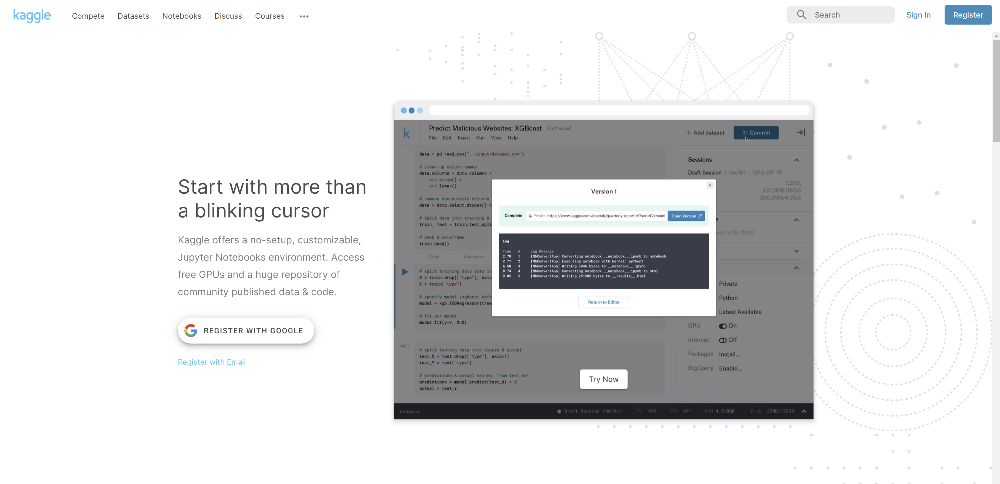 kaggle
Compete Datasets Notebooks Discuss Courses •••
Search
Sign In
Register
Start with more than
a blinking cursor
Kaggle offers a no-setup, customizable,
Jupyter Notebooks environment. Access
free GPUs and a huge repository of
community published data & code.
REGISTER WITH GOOGLE
Register with Email
k
Predict Malicious Websites: XGBoost Draft saved
File Edit Insert Run View Help
+ Add dataset
Commit
data = pd.read_csv("../input/dataset.csv")
# clean up column names
data.columns = data.columns.\
str.strip().\
str.lower()
# remove non-numeric columns
data = data.select_dtypes(['n
# split data into training &
train, test = train_test_spli
# peek @ dataframe
train.head()
+ Code + Markdown
# split training data into in
X = train.drop(["type"], axis
Y = train["type"]
# specify model (xgboost defa
model = xgb.XGBRegressor(tree
# fit our model
model.fit(y=Y, X=X)
In[]:
# split testing data into inputs & output
test_X = test.drop(["type"], axis=1)
test_Y = test["type"]
# predictions & actual values, from test set
predictions = model.predict(test_X) > 0
actual = test_Y
Version 1
Complete Private https://www.kaggle.com/craerek/quarterly-report-v1?scriptVersionI Open Version
Log
Time # Log Message
2.70 1 [NbConvertApp] Converting notebook __notebook__.ipynb to notebook
2.71 2 [NbConvertApp] Executing notebook with kernel: python3
6.58 3 [NbConvertApp] Writing 2046 bytes to __notebook__.ipynb
8.74 4 [NbConvertApp] Converting notebook __notebook__.ipynb to html
9.05 5 [NbConvertApp] Writing 251300 bytes to __results__.html
Return to Editor
Sessions
Draft Session | 1m/9h | GPU Off
0.01%
237.3MB/16GB
266.3MB/4.9GB
ead-only data)
Private
Python
Latest Available
GPU On
Internet Off
Packages Install...
BigQuery Enable...
Try Now
Console
Draft Session (0m10s) | CPU 45% | GPU Off | RAM 4.5/8GB | Disk 32MB/128GB